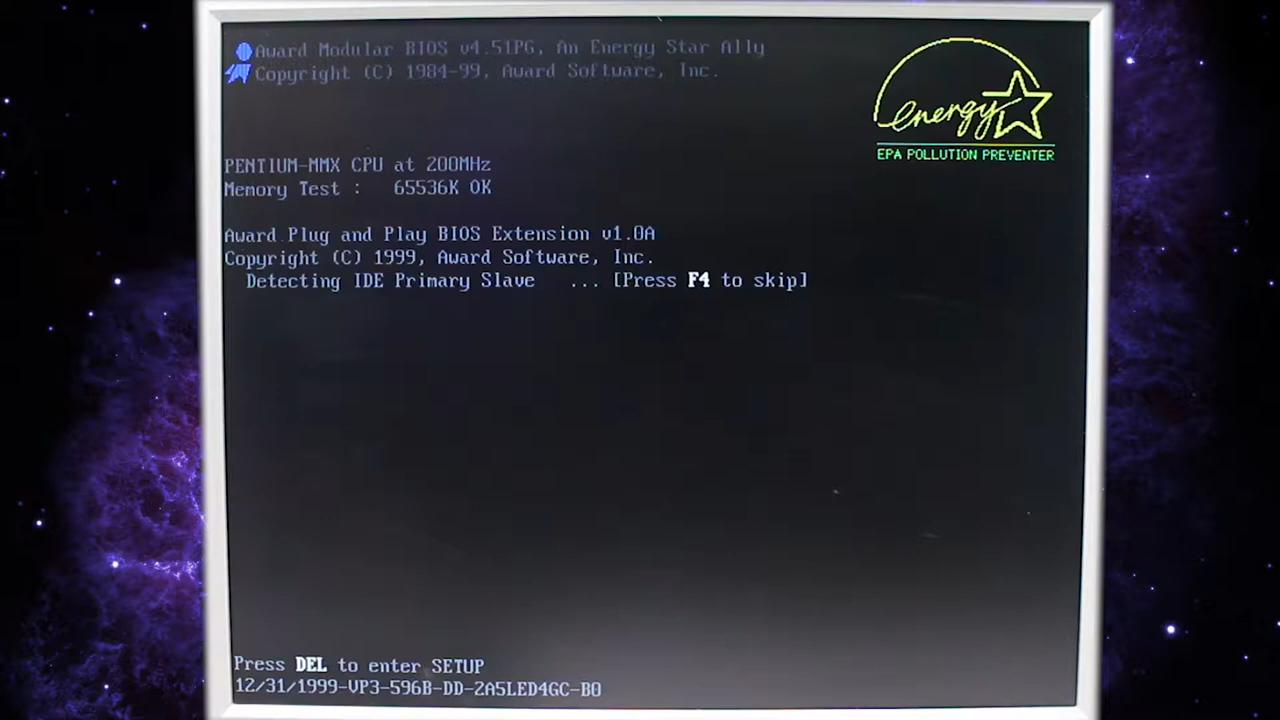 Award Modular BIOS v4.51PG, An Energy Star Ally
Copyright (C) 1984-99, Award Software, Inc.
energy
EPA POLLUTION PREVENTER
PENTIUM-MMX CPU at 200MHz
Memory Test :   65536K OK
Award Plug and Play BIOS Extension v1.0A
Copyright (C) 1999, Award Software, Inc.
Detecting IDE Primary Slave   ... [Press F4 to skip]
Press DEL to enter SETUP
12/31/1999-VP3-596B-DD-2A5LED4GC-B0